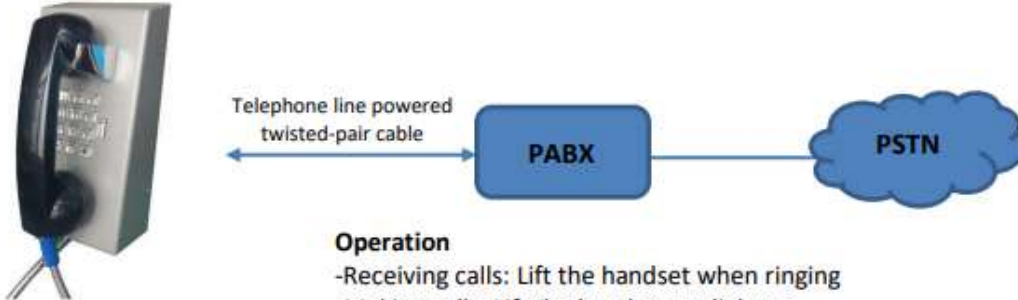 Telephone line powered
twisted-pair cable
PABX
PSTN
Operation
-Receiving calls: Lift the handset when ringing